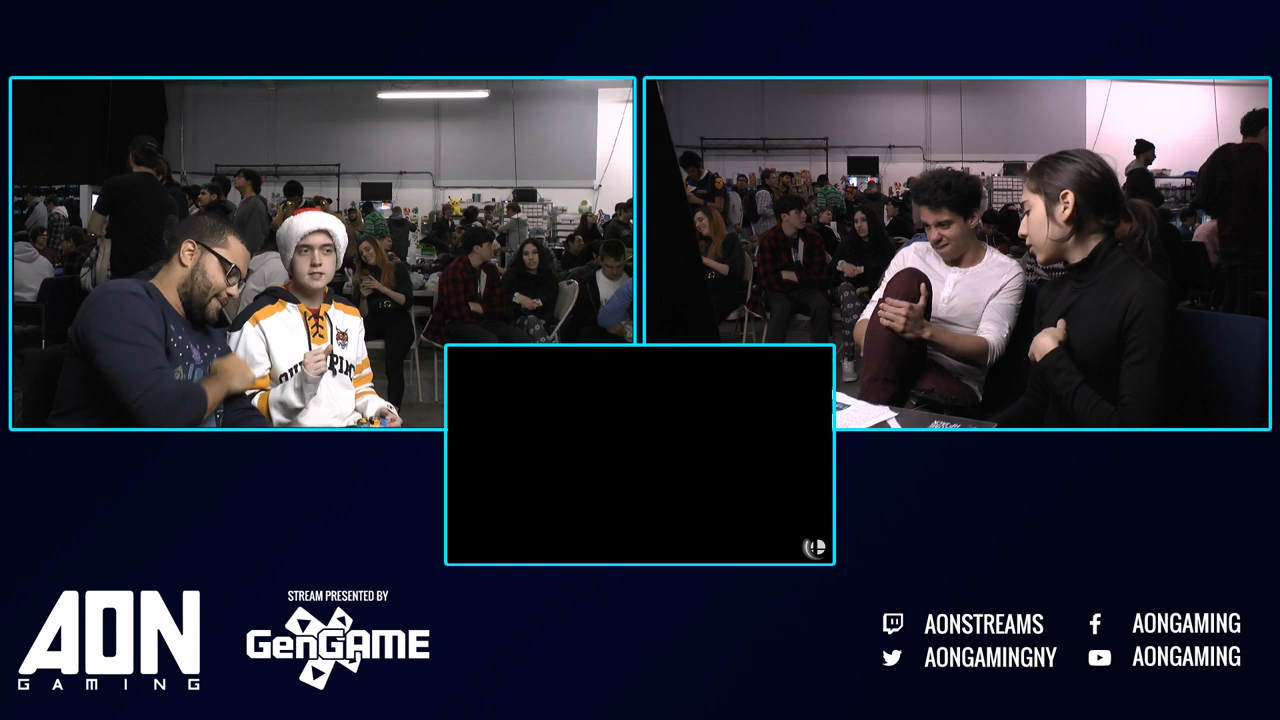 AON
GAMING
STREAM PRESENTED BY
GENGAME
AONSTREAMS
AONGAMING
AONGAMINGNY
AONGAMING